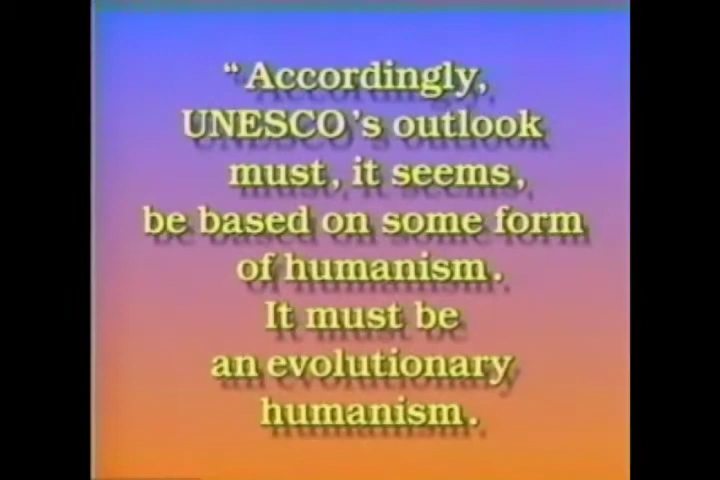 “Accordingly,
UNESCO’s outlook
must, it seems,
be based on some form
of humanism.
It must be
an evolutionary
humanism.